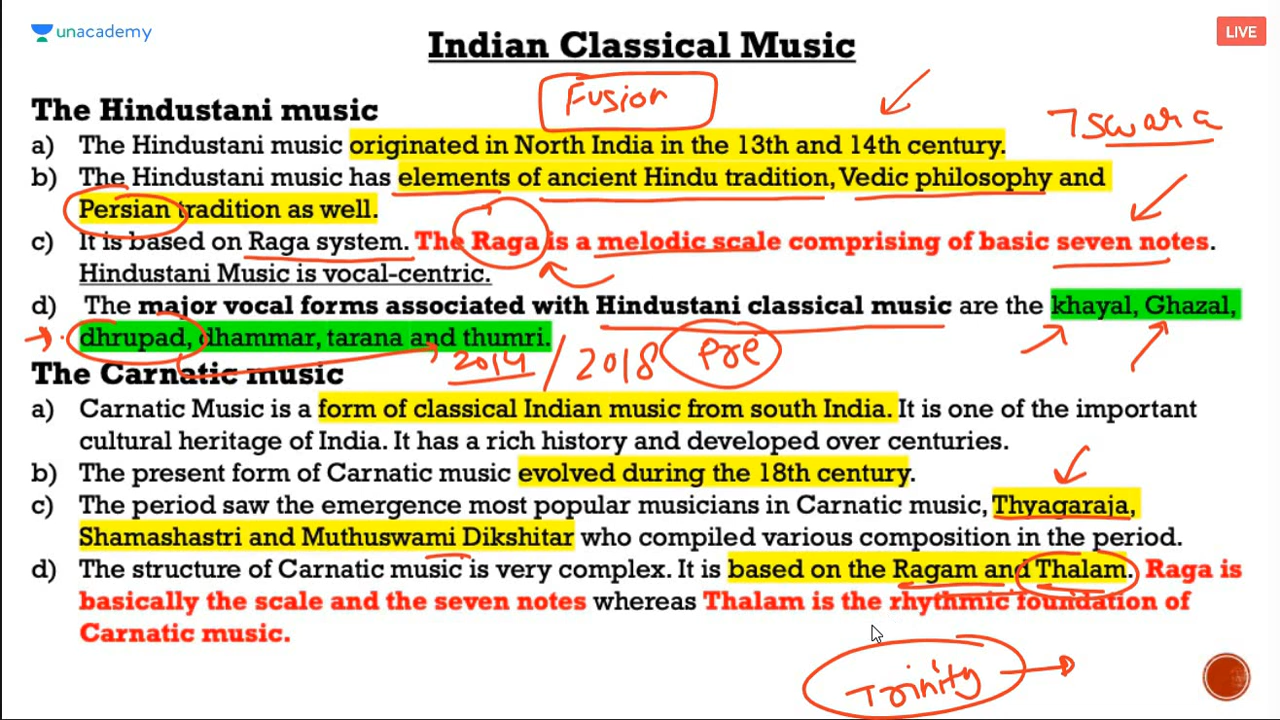 unacademy
LIVE
Indian Classical Music
Fusion
The Hindustani music
7 swara
a) The Hindustani music originated in North India in the 13th and 14th century.
b) The Hindustani music has elements of ancient Hindu tradition, Vedic philosophy and
Persian tradition as well.
c) It is based on Raga system. The Raga is a melodic scale comprising of basic seven notes.
Hindustani Music is vocal-centric.
d) The major vocal forms associated with Hindustani classical music are the khayal, Ghazal,
dhrupad, dhammar, tarana and thumri.
2014 / 2018 Pre
The Carnatic music
a) Carnatic Music is a form of classical Indian music from south India. It is one of the important
cultural heritage of India. It has a rich history and developed over centuries.
b) The present form of Carnatic music evolved during the 18th century.
c) The period saw the emergence most popular musicians in Carnatic music, Thyagaraja,
Shamashastri and Muthuswami Dikshitar who compiled various composition in the period.
d) The structure of Carnatic music is very complex. It is based on the Ragam and Thalam. Raga is
basically the scale and the seven notes whereas Thalam is the rhythmic foundation of
Carnatic music.
Trinity